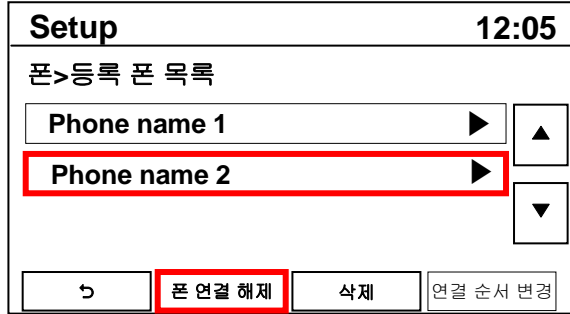 Setup 12:05
폰>등록 폰 목록
Phone name 1 ▶
▲
Phone name 2 ▶
▼
폰 연결 해제 삭제 연결 순서 변경